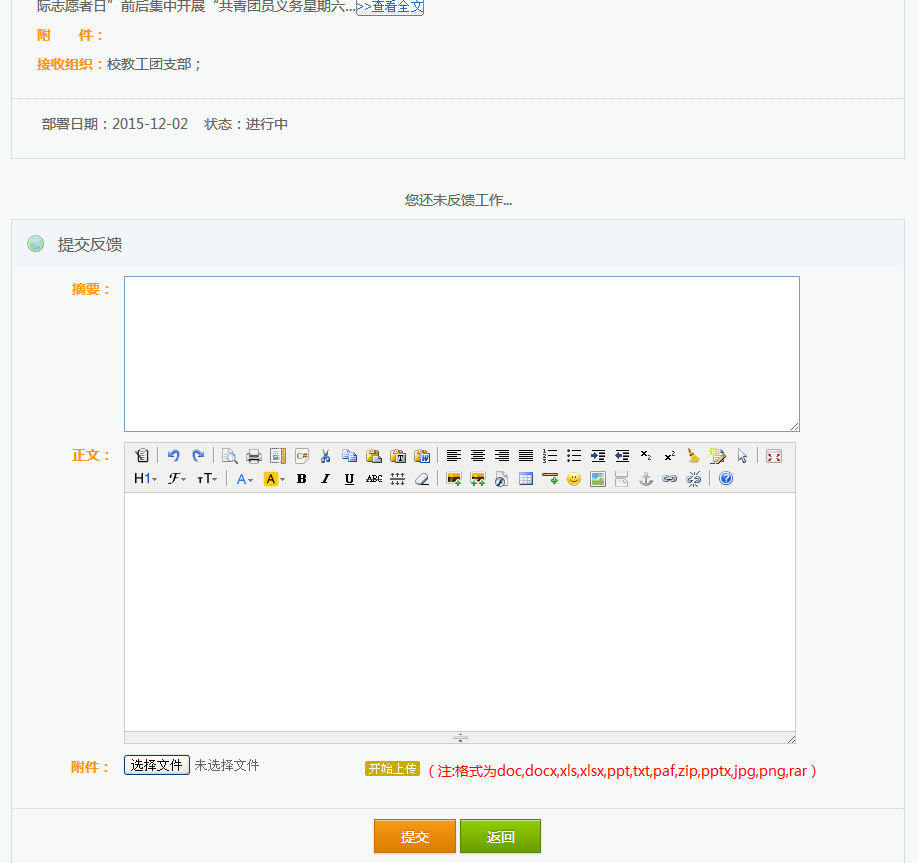 际志愿者日”前后集中开展“共青团员义务星期六...>>查看全文
附　　件：
接收组织：校教工团支部；
部署日期：2015-12-02　状态：进行中
您还未反馈工作...
提交反馈
摘要：
正文：
H1 F тT A A B I U ABC
附件：
选择文件 未选择文件 开始上传 （ 注:格式为doc,docx,xls,xlsx,ppt,txt,paf,zip,pptx,jpg,png,rar ）
提交 返回